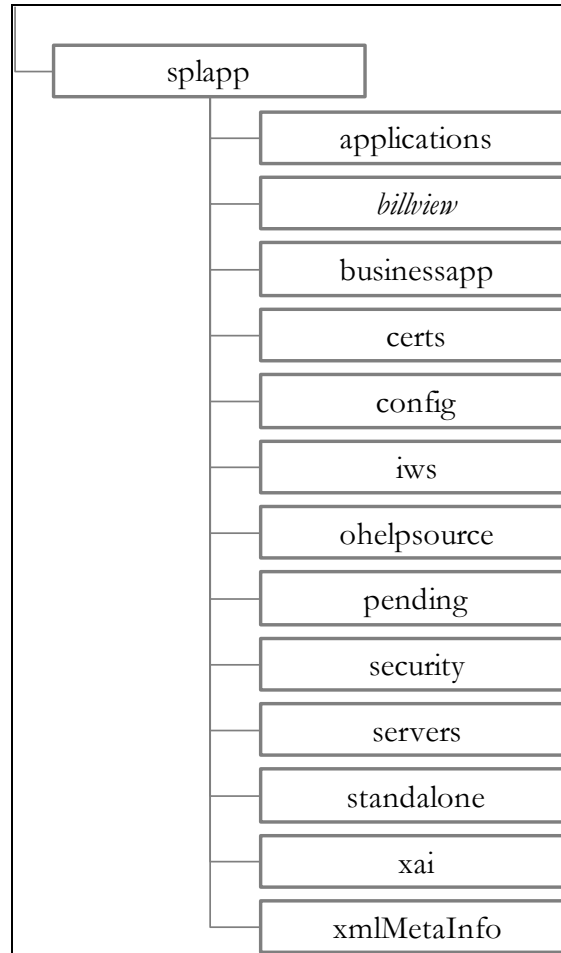 splapp
applications
billview
businessapp
certs
config
iws
ohelpsource
pending
security
servers
standalone
xai
xmlMetaInfo